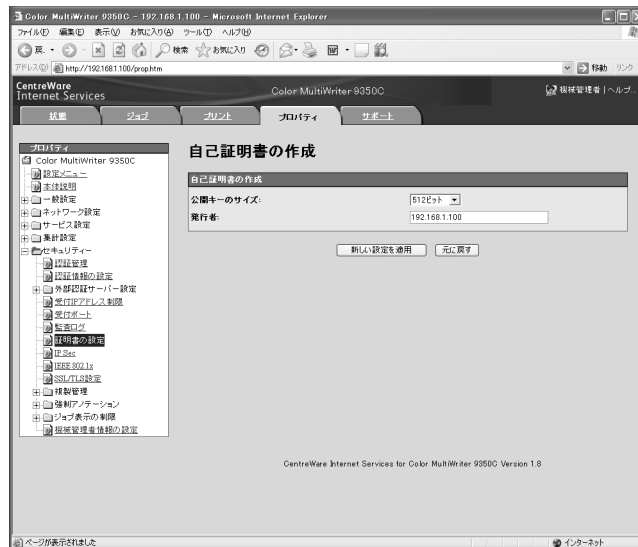 Color MultiWriter 9350C - 192.168.1.100 - Microsoft Internet Explorer
ファイル(F) 編集(E) 表示(V) お気に入り(A) ツール(T) ヘルプ(H)
戻 検索 お気に入り
アドレス(D) http://192.168.1.100/prop.htm 移動 リンク
CentreWare
Internet Services
Color MultiWriter 9350C
機械管理者 | ヘルプ...
状態 ジョブ プリント プロパティ サポート
プロパティ
Color MultiWriter 9350C
設定メニュー
本体説明
一般設定
ネットワーク設定
サービス設定
集計設定
セキュリティー
認証管理
認証情報の設定
外部認証サーバー設定
受付IPアドレス制限
受付ポート
監査ログ
証明書の設定
IP Sec
IEEE 802.1x
SSL/TLS設定
複製管理
強制アノテーション
ジョブ表示の制限
機械管理者情報の設定
自己証明書の作成
自己証明書の作成
公開キーのサイズ: 512ビット
発行者: 192.168.1.100
新しい設定を適用 元に戻す
CentreWare Internet Services for Color MultiWriter 9350C Version 1.8
ページが表示されました インターネット